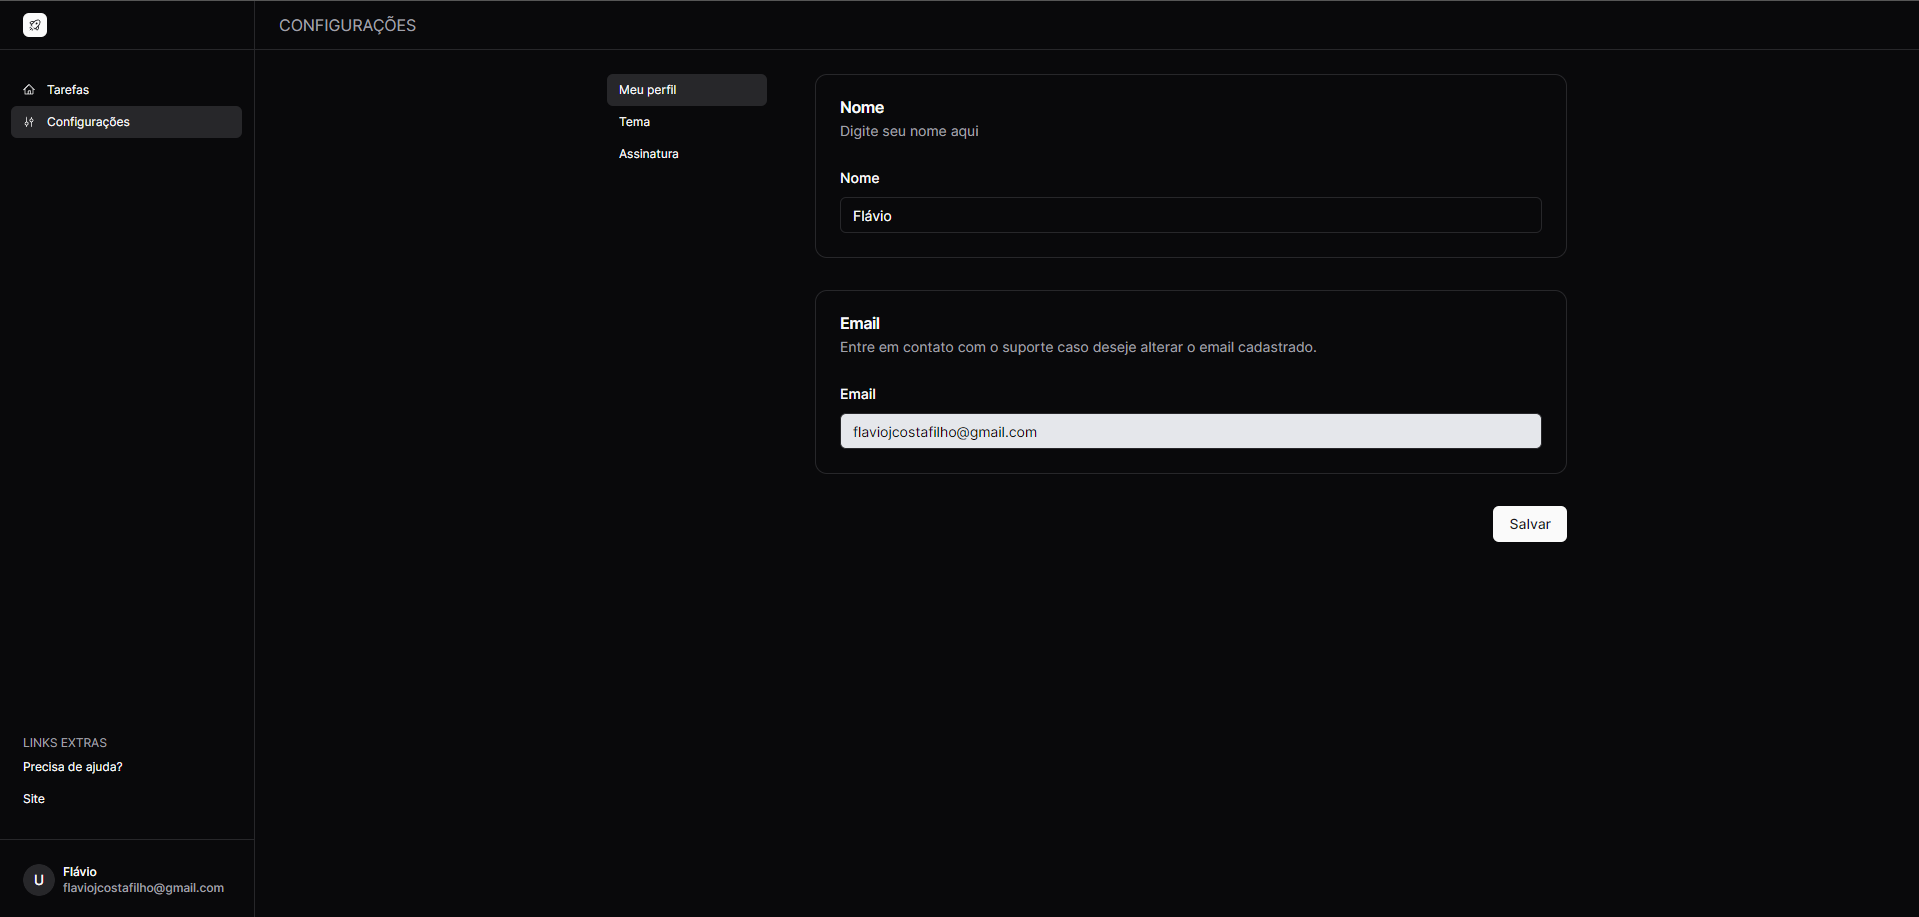 CONFIGURAÇÕES
Tarefas
Configurações
Meu perfil
Tema
Assinatura
Nome
Digite seu nome aqui
Nome
Flávio
Email
Entre em contato com o suporte caso deseje alterar o email cadastrado.
Email
flaviojcostafilho@gmail.com
Salvar
LINKS EXTRAS
Precisa de ajuda?
Site
U
Flávio
flaviojcostafilho@gmail.com